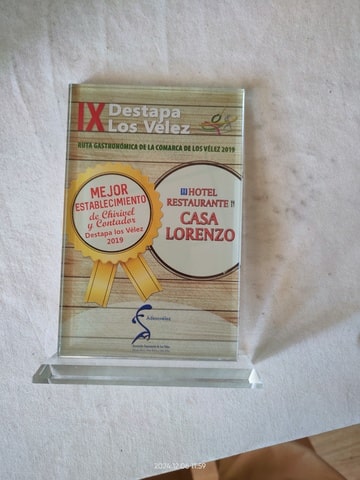 IX Destapa
Los Vélez
RUTA GASTRONÓMICA DE LA COMARCA DE LOS VÉLEZ 2019
MEJOR
ESTABLECIMIENTO
de Chirivel
y Contador
Destapa los Vélez
2019
HOTEL
RESTAURANTE
CASA
LORENZO
2024.12.06 11:59